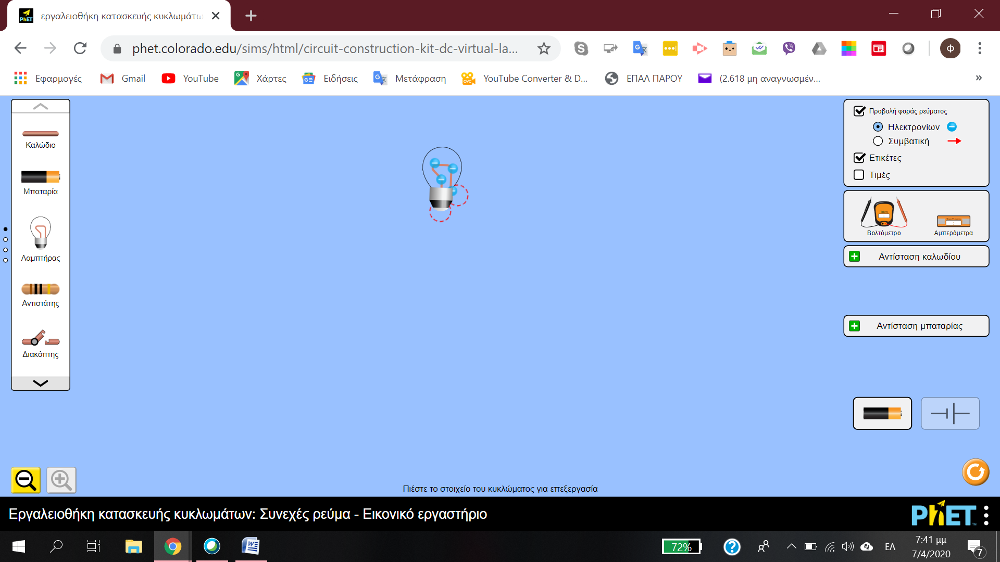 εργαλειοθήκη κατασκευής κυκλωμάτω
phet.colorado.edu/sims/html/circuit-construction-kit-dc-virtual-la...
Φ
Εφαρμογές
Gmail
YouTube
Χάρτες
Ειδήσεις
Μετάφραση
YouTube Converter & D...
ΕΠΑΛ ΠΑΡΟΥ
(2.618 μη αναγνωσμέν...
»
Καλώδιο
Μπαταρία
Λαμπτήρας
Αντιστάτης
Διακόπτης
Προβολή φοράς ρεύματος
Ηλεκτρονίων
Συμβατική
Ετικέτες
Τιμές
Βολτόμετρο
Αμπερόμετρα
Αντίσταση καλωδίου
Αντίσταση μπαταρίας
Πιέστε το στοιχείο του κυκλώματος για επεξεργασία
Εργαλειοθήκη κατασκευής κυκλωμάτων: Συνεχές ρεύμα - Εικονικό εργαστήριο
PhET
72%
ΕΛ
7:41 μμ
7/4/2020
7